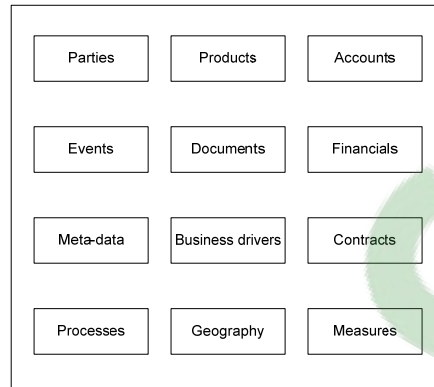 Parties
Products
Accounts
Events
Documents
Financials
Meta-data
Business drivers
Contracts
Processes
Geography
Measures